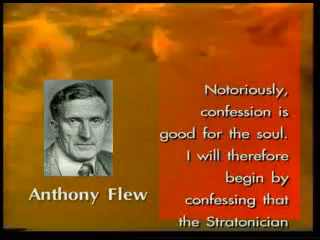 Notoriously,
confession is
good for the soul.
I will therefore
begin by
confessing that
the Stratonician
Anthony Flew